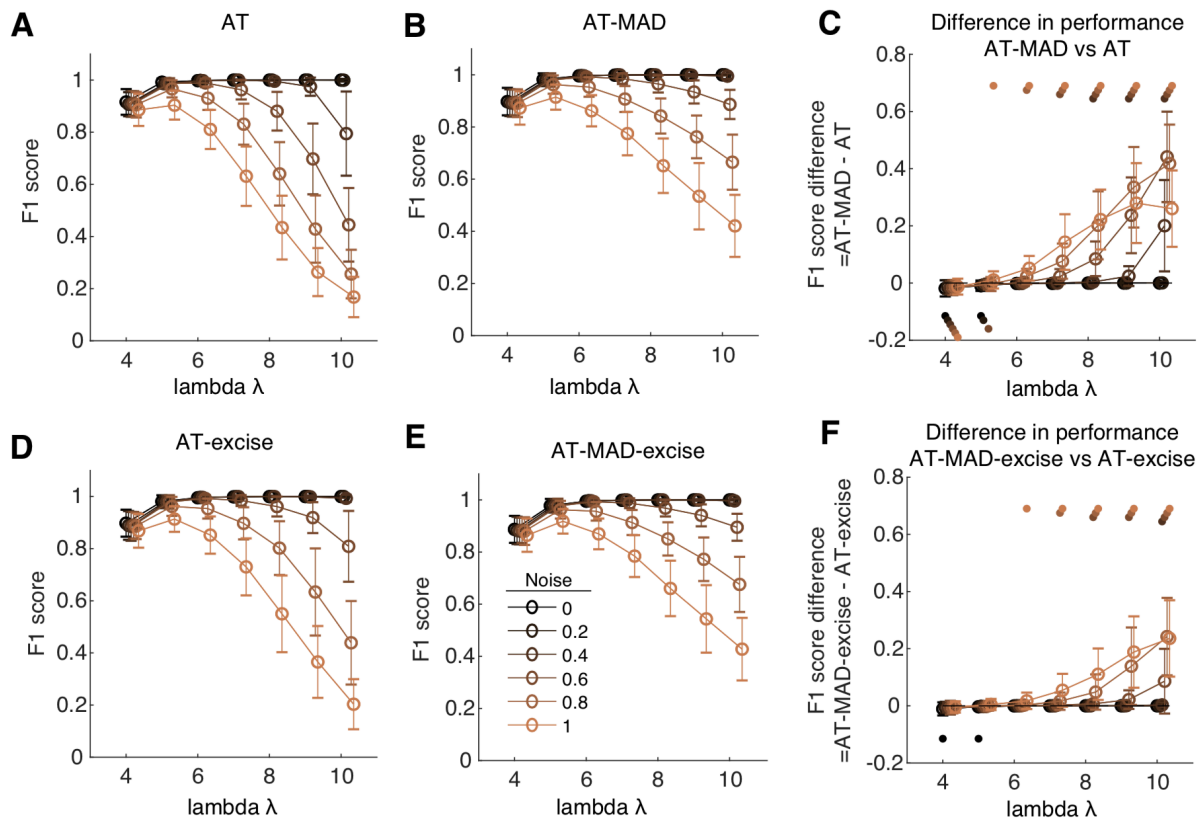 A
AT
F1 score
1
0.8
0.6
0.4
0.2
0
4 6 8 10
lambda λ
B
AT-MAD
F1 score
1
0.8
0.6
0.4
0.2
0
4 6 8 10
lambda λ
C
Difference in performance
AT-MAD vs AT
F1 score difference
=AT-MAD - AT
0.8
0.6
0.4
0.2
0
-0.2
4 6 8 10
lambda λ
D
AT-excise
F1 score
1
0.8
0.6
0.4
0.2
0
4 6 8 10
lambda λ
E
AT-MAD-excise
F1 score
1
0.8
0.6
0.4
0.2
0
Noise
0
0.2
0.4
0.6
0.8
1
4 6 8 10
lambda λ
F
Difference in performance
AT-MAD-excise vs AT-excise
F1 score difference
=AT-MAD-excise - AT-excise
0.8
0.6
0.4
0.2
0
-0.2
4 6 8 10
lambda λ